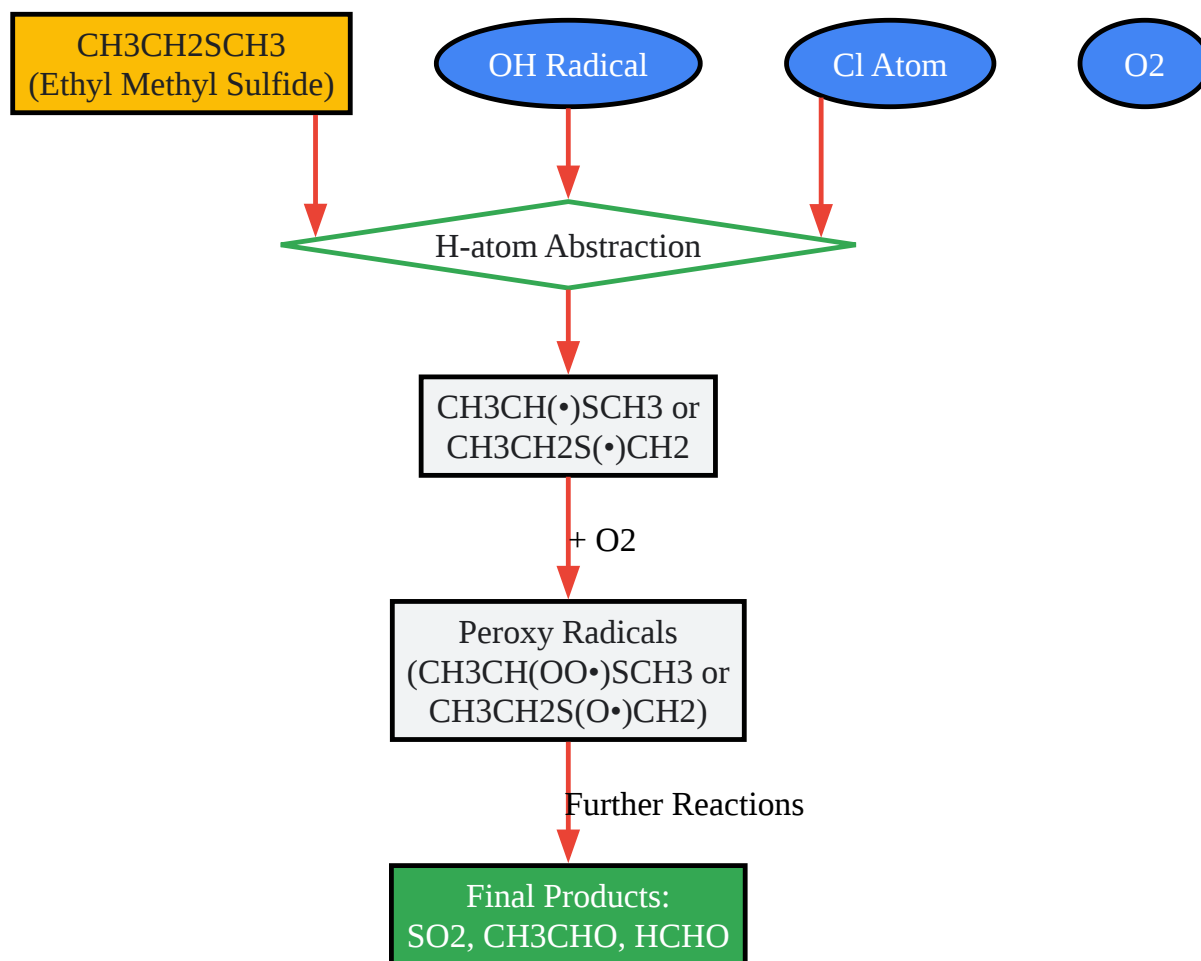 CH3CH2SCH3
(Ethyl Methyl Sulfide)
OH Radical
Cl Atom
O2
H-atom Abstraction
CH3CH(•)SCH3 or
CH3CH2S(•)CH2
+ O2
Peroxy Radicals
(CH3CH(OO•)SCH3 or
CH3CH2S(O•)CH2)
Further Reactions
Final Products:
SO2, CH3CHO, HCHO